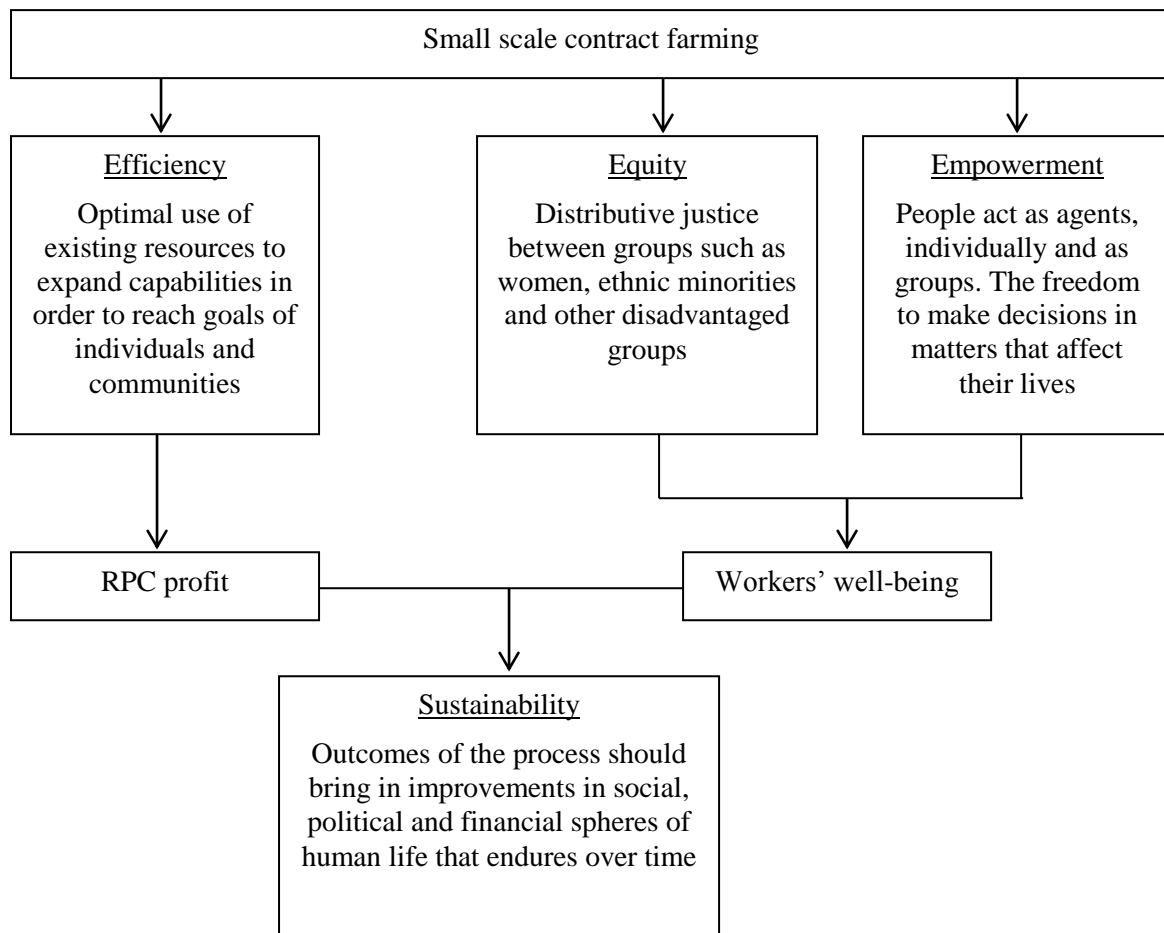 Small scale contract farming
Efficiency
Optimal use of
existing resources to
expand capabilities in
order to reach goals of
individuals and
communities
Equity
Distributive justice
between groups such as
women, ethnic minorities
and other disadvantaged
groups
Empowerment
People act as agents,
individually and as
groups. The freedom
to make decisions in
matters that affect
their lives
RPC profit
Workers’ well-being
Sustainability
Outcomes of the process should
bring in improvements in social,
political and financial spheres of
human life that endures over time